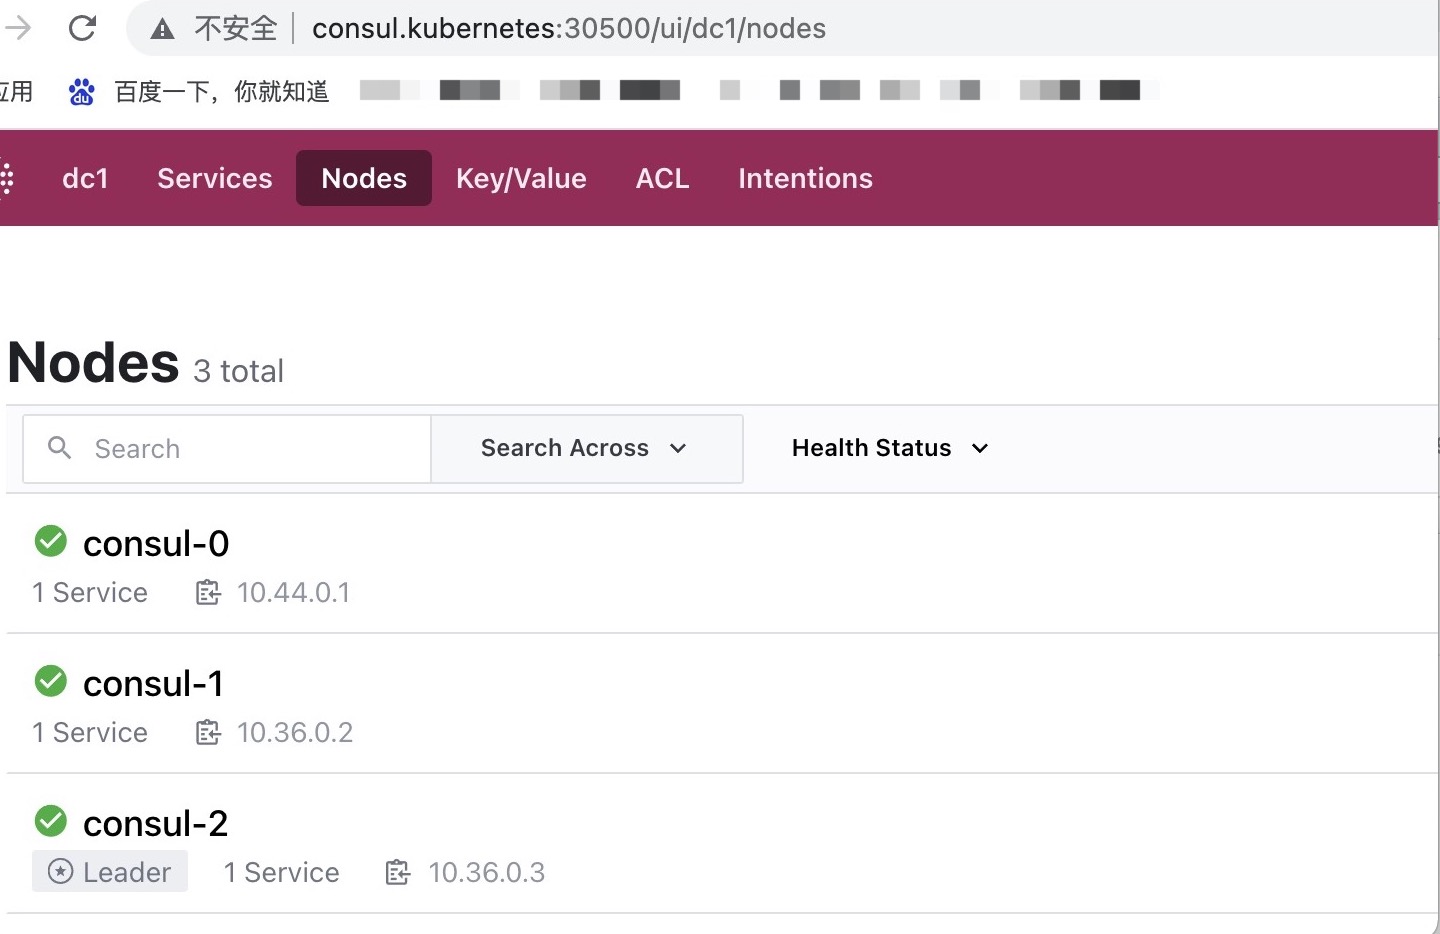 不安全 consul.kubernetes:30500/ui/dc1/nodes
应用 百度一下，你就知道
dc1 Services Nodes Key/Value ACL Intentions
Nodes 3 total
Search Search Across Health Status
consul-0
1 Service 10.44.0.1
consul-1
1 Service 10.36.0.2
consul-2
Leader 1 Service 10.36.0.3